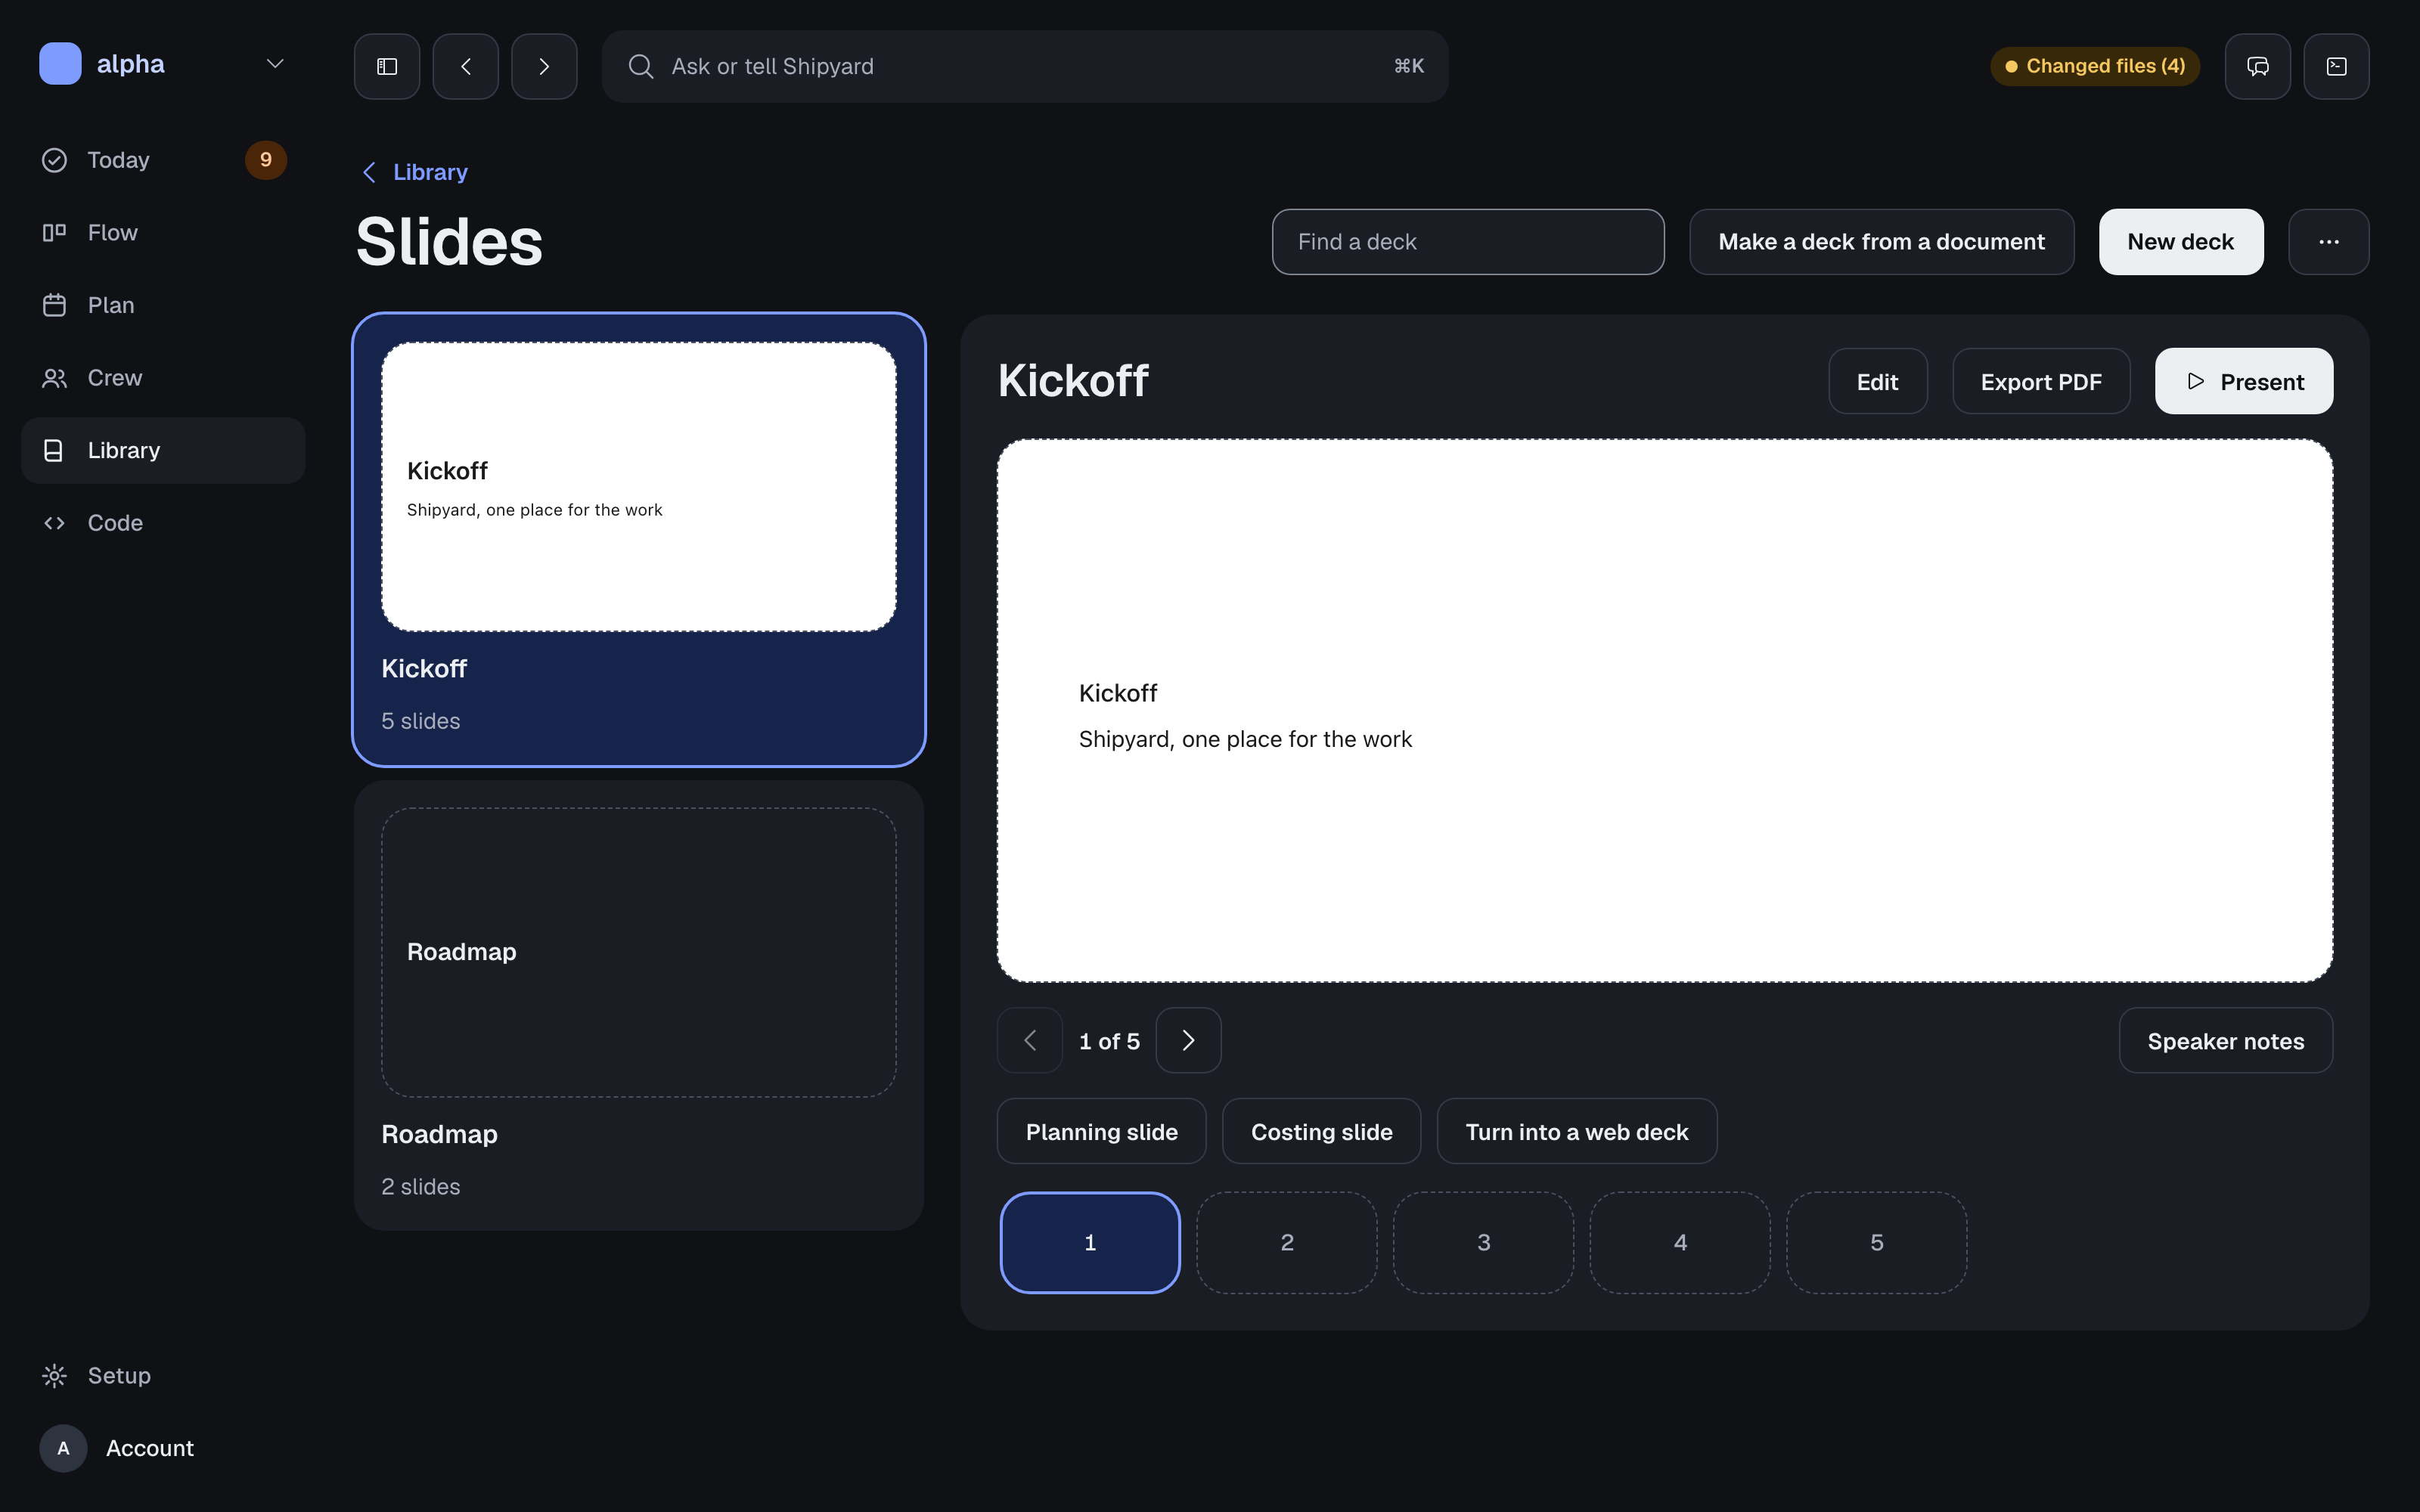 alpha
Ask or tell Shipyard
⌘K
Changed files (4)
Today
9
Flow
Plan
Crew
Library
Code
Library
Slides
Find a deck
Make a deck from a document
New deck
Kickoff
Shipyard, one place for the work
Kickoff
5 slides
Roadmap
Roadmap
2 slides
Kickoff
Edit
Export PDF
Present
Kickoff
Shipyard, one place for the work
1 of 5
Speaker notes
Planning slide
Costing slide
Turn into a web deck
1
2
3
4
5
Setup
A
Account